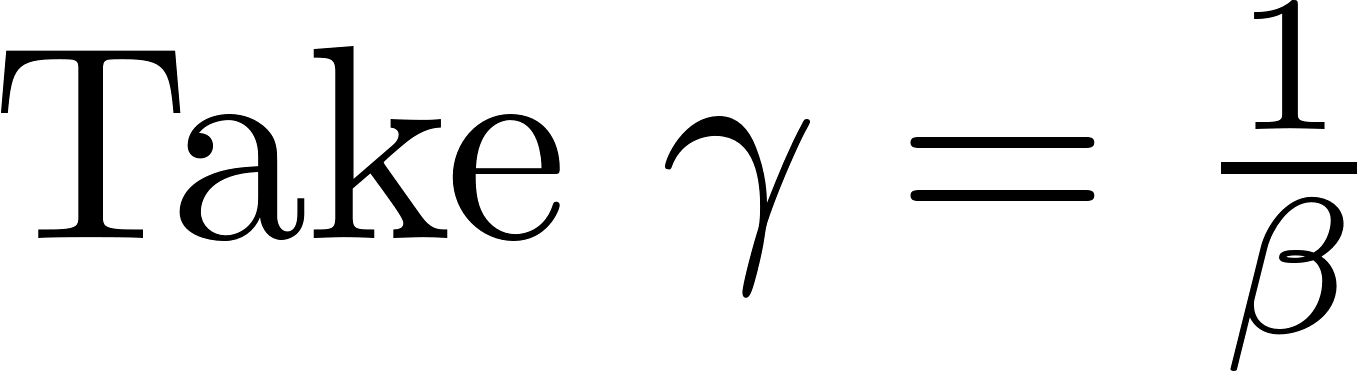 Take γ = 1/β